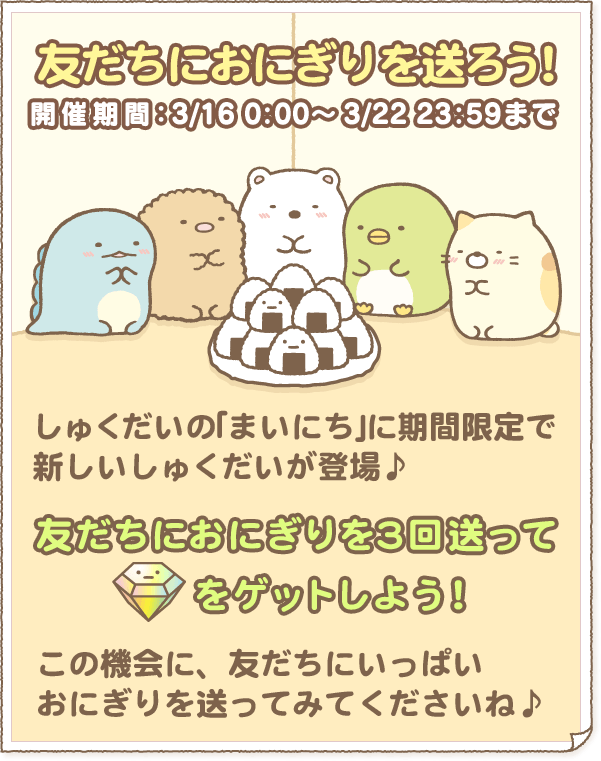 友だちにおにぎりを送ろう!
開催期間:3/16 0:00〜3/22 23:59まで
しゅくだいの「まいにち」に期間限定で
新しいしゅくだいが登場♪
友だちにおにぎりを3回送って
をゲットしよう!
この機会に、友だちにいっぱい
おにぎりを送ってみてくださいね♪